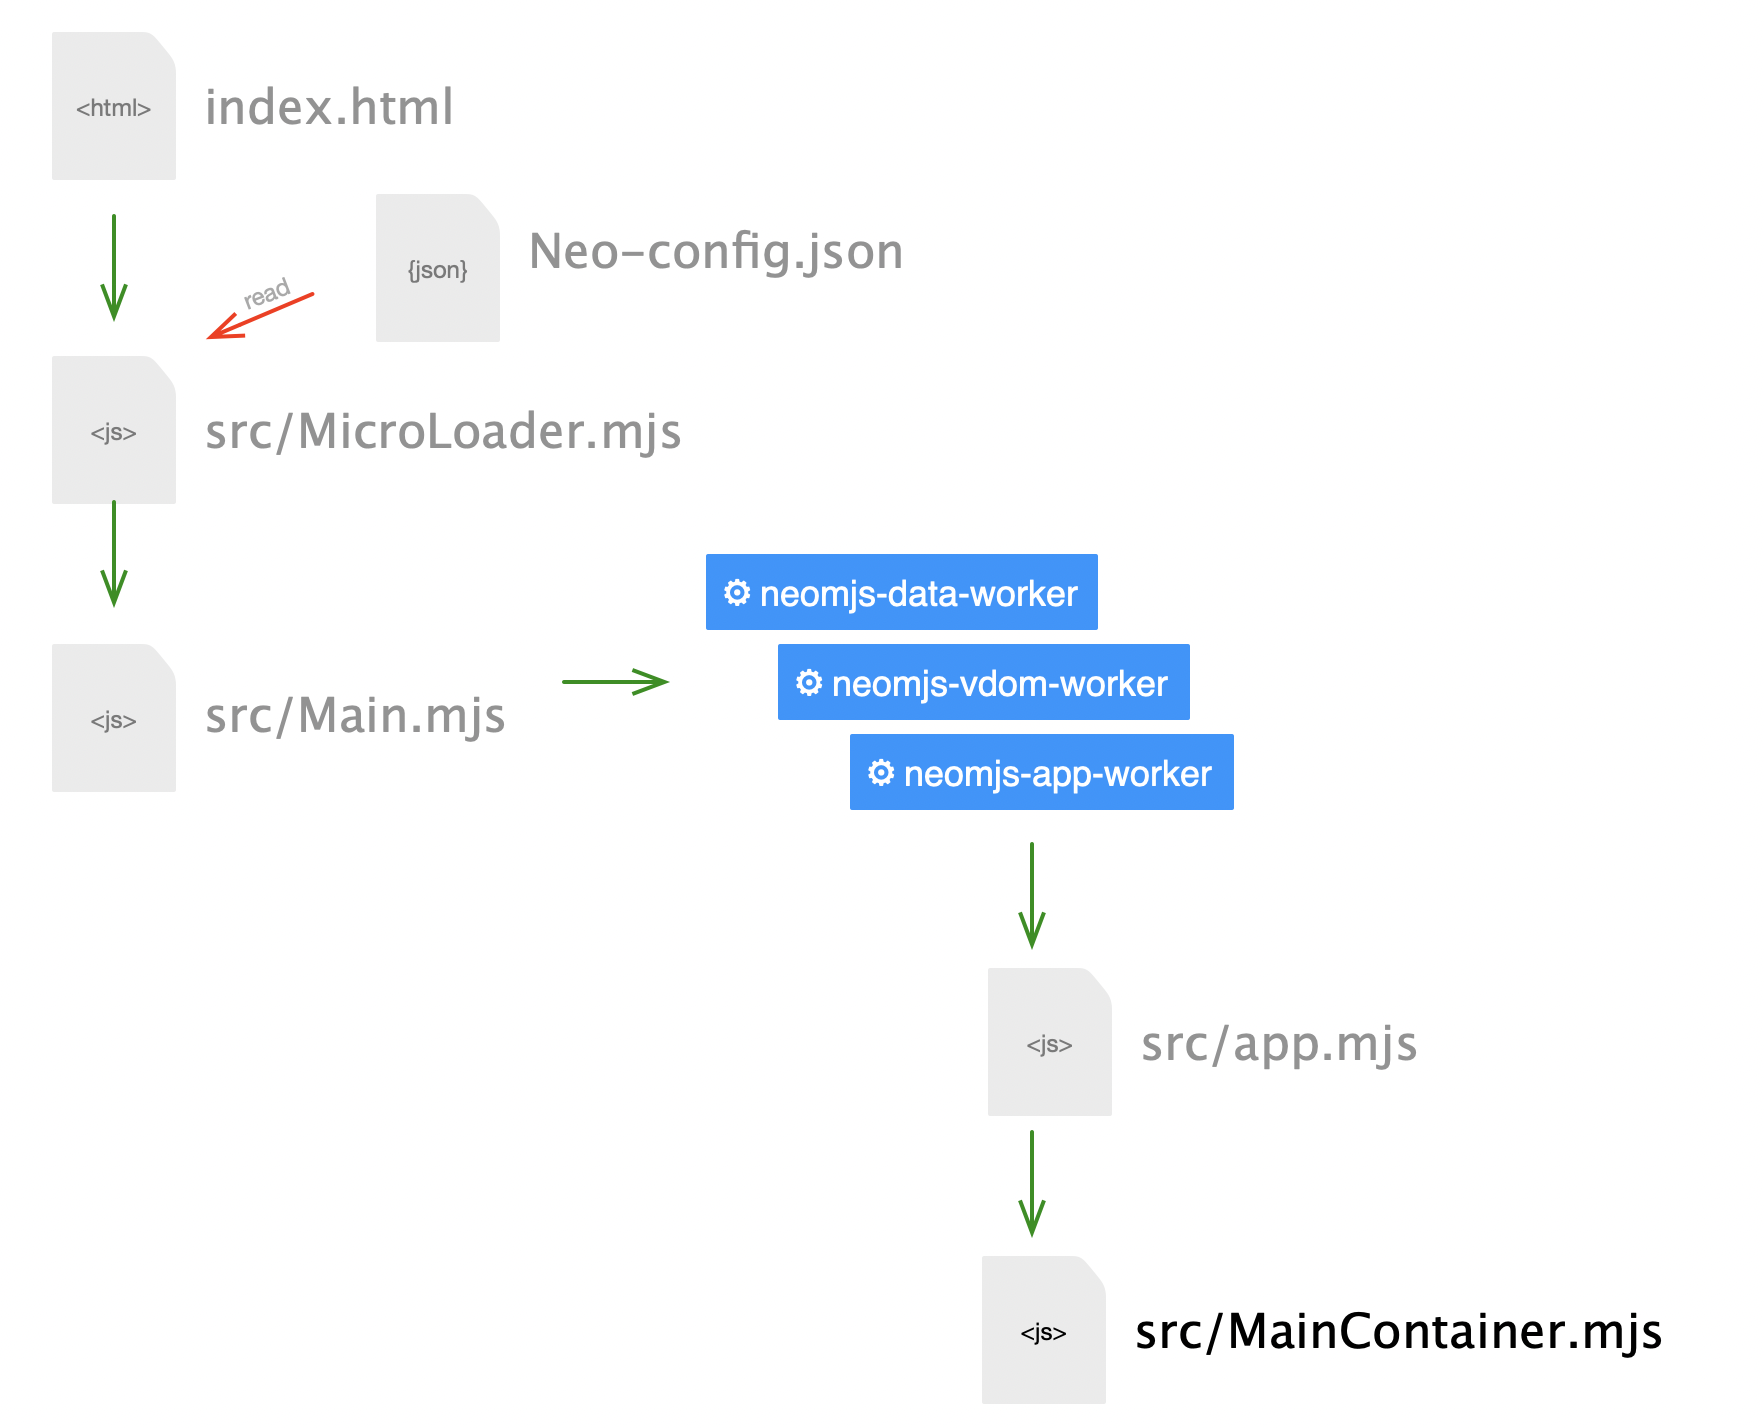 <html>
index.html
{json}
Neo-config.json
read
<js>
src/MicroLoader.mjs
neomjs-data-worker
neomjs-vdom-worker
<js>
src/Main.mjs
neomjs-app-worker
<js>
src/app.mjs
<js>
src/MainContainer.mjs